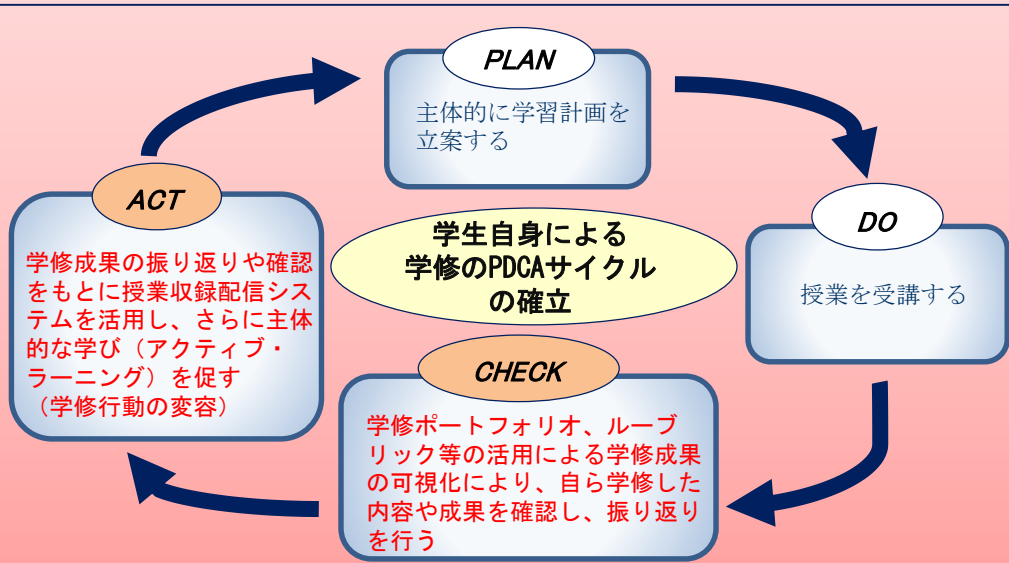 PLAN
主体的に学習計画を
立案する
DO
授業を受講する
学生自身による
学修のPDCAサイクル
の確立
CHECK
学修ポートフォリオ、ルーブ
リック等の活用による学修成果
の可視化により、自ら学修した
内容や成果を確認し、振り返り
を行う
ACT
学修成果の振り返りや確認
をもとに授業収録配信シス
テムを活用し、さらに主体
的な学び（アクティブ・
ラーニング）を促す
（学修行動の変容）